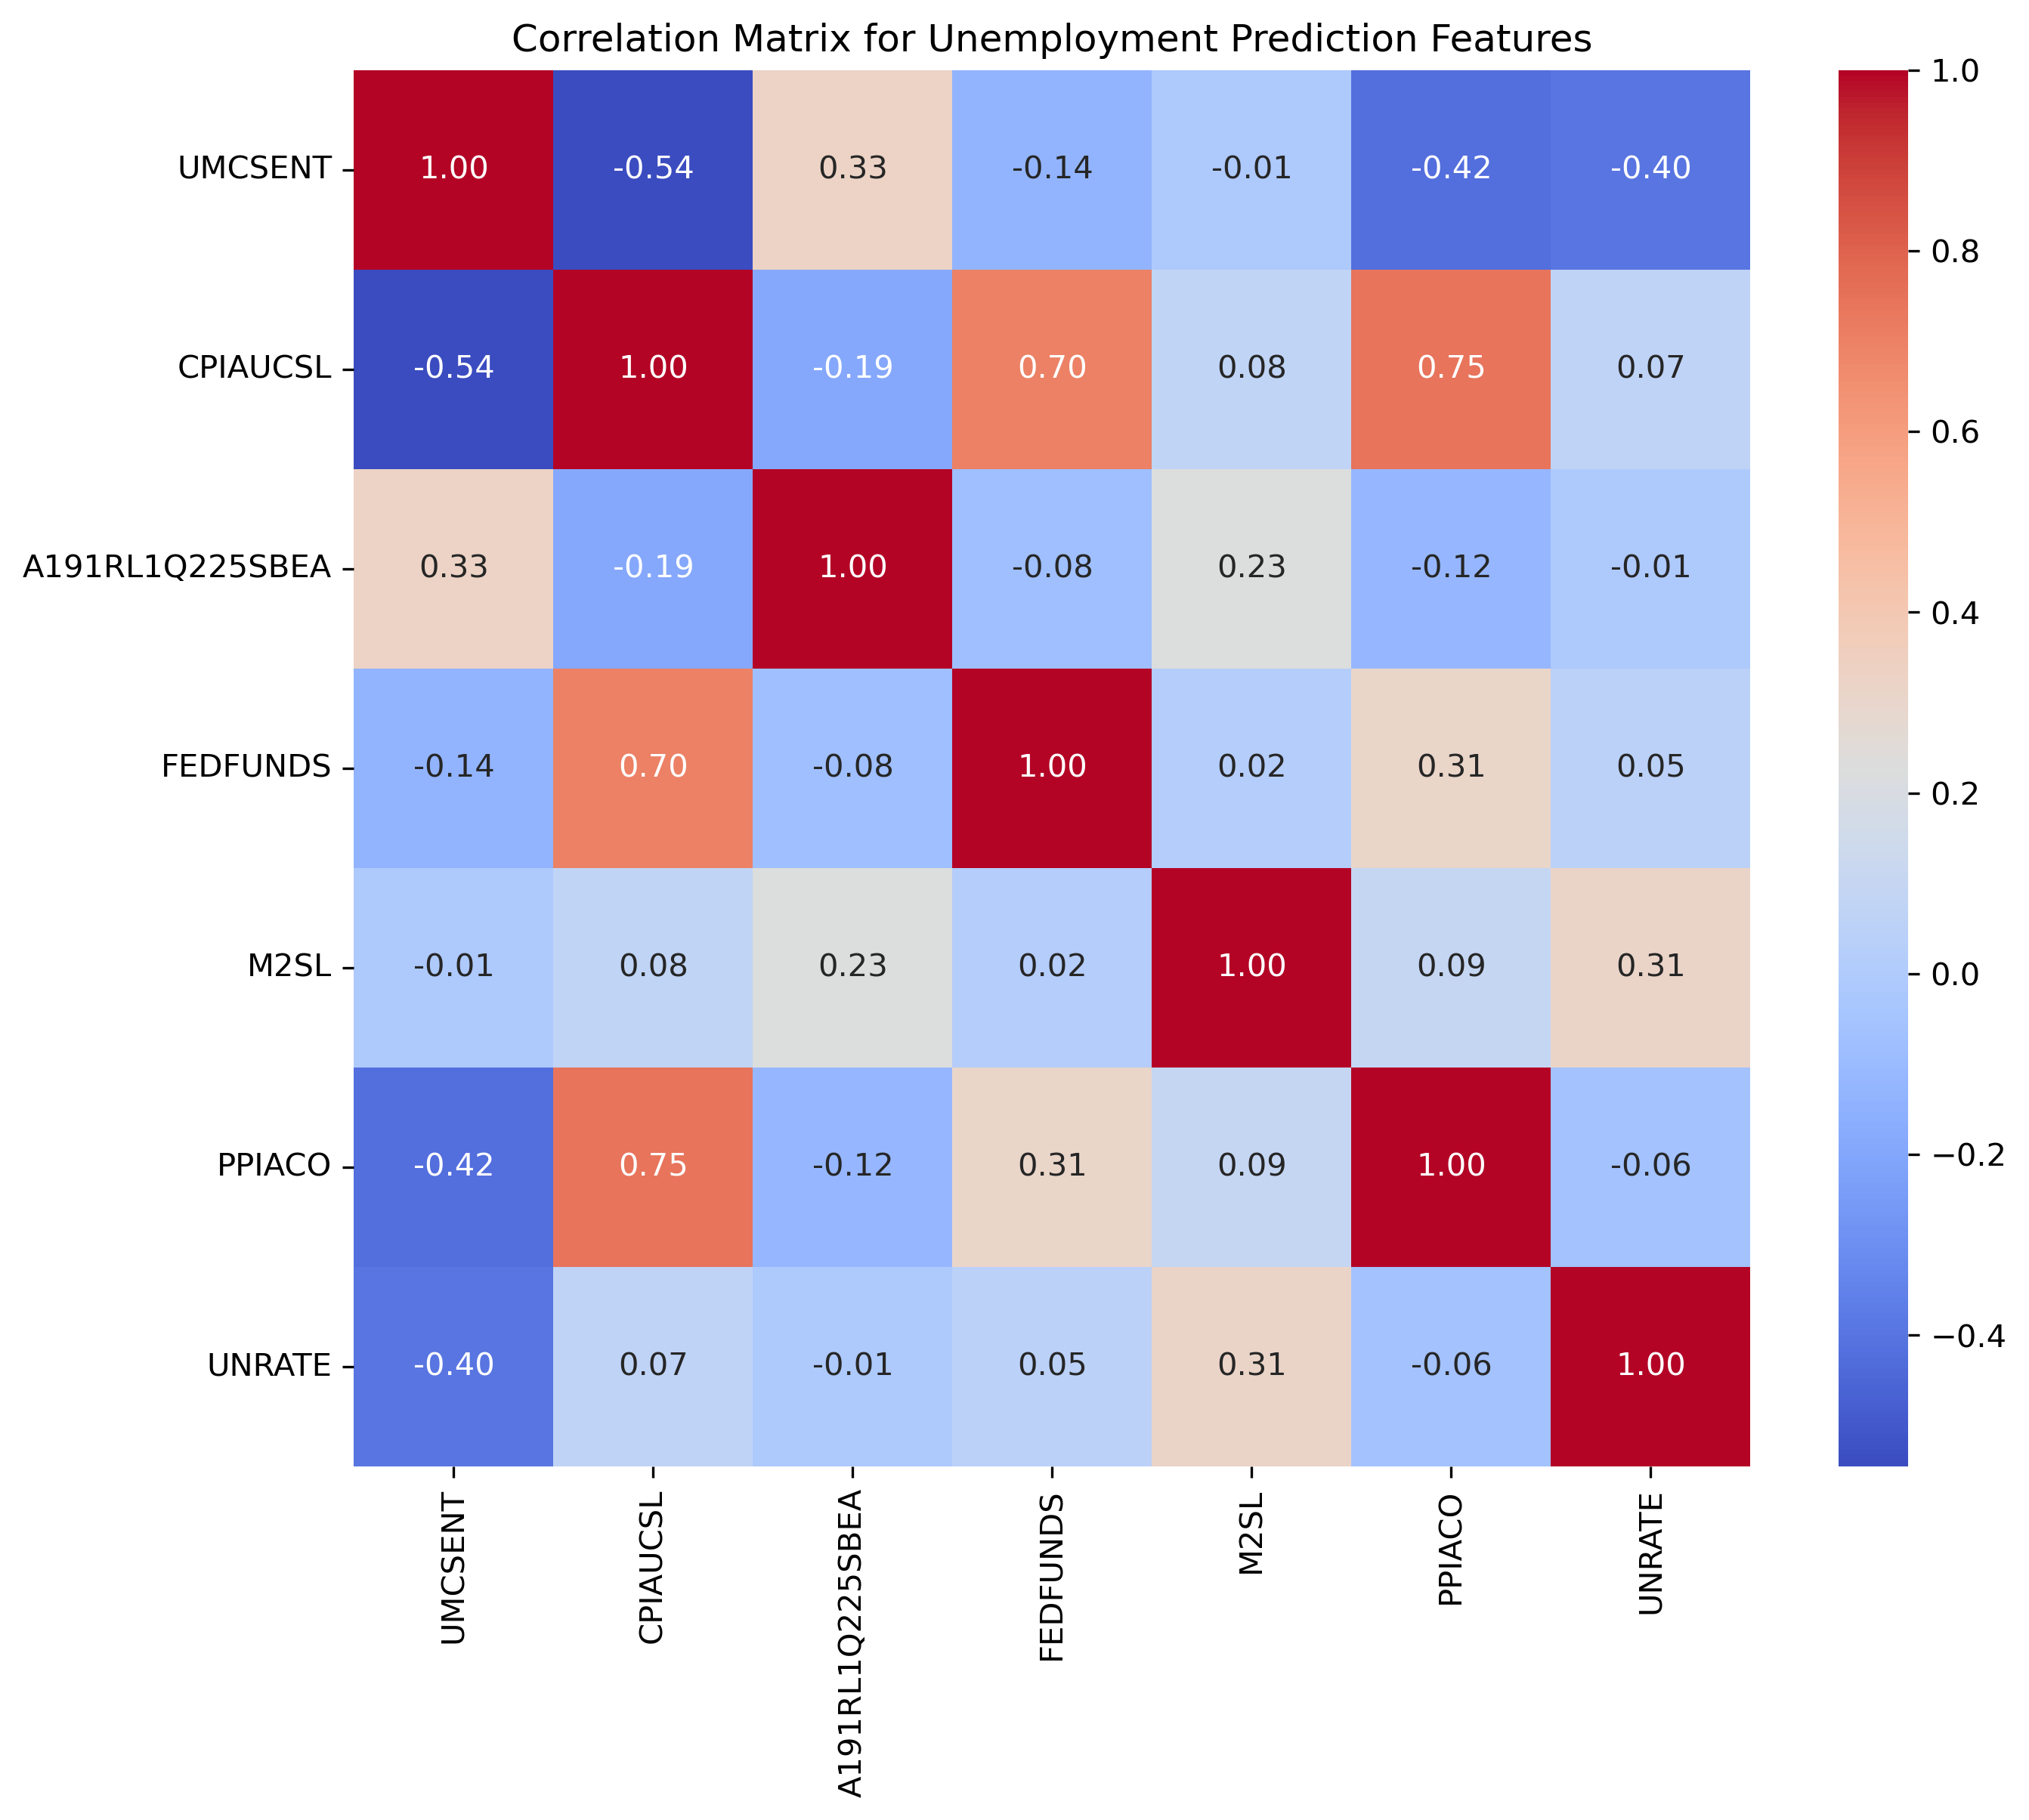 Correlation Matrix for Unemployment Prediction Features
UMCSENT 1.00 -0.54 0.33 -0.14 -0.01 -0.42 -0.40
CPIAUCSL -0.54 1.00 -0.19 0.70 0.08 0.75 0.07
A191RL1Q225SBEA 0.33 -0.19 1.00 -0.08 0.23 -0.12 -0.01
FEDFUNDS -0.14 0.70 -0.08 1.00 0.02 0.31 0.05
M2SL -0.01 0.08 0.23 0.02 1.00 0.09 0.31
PPIACO -0.42 0.75 -0.12 0.31 0.09 1.00 -0.06
UNRATE -0.40 0.07 -0.01 0.05 0.31 -0.06 1.00
UMCSENT
CPIAUCSL
A191RL1Q225SBEA
FEDFUNDS
M2SL
PPIACO
UNRATE
1.0
0.8
0.6
0.4
0.2
0.0
−0.2
−0.4